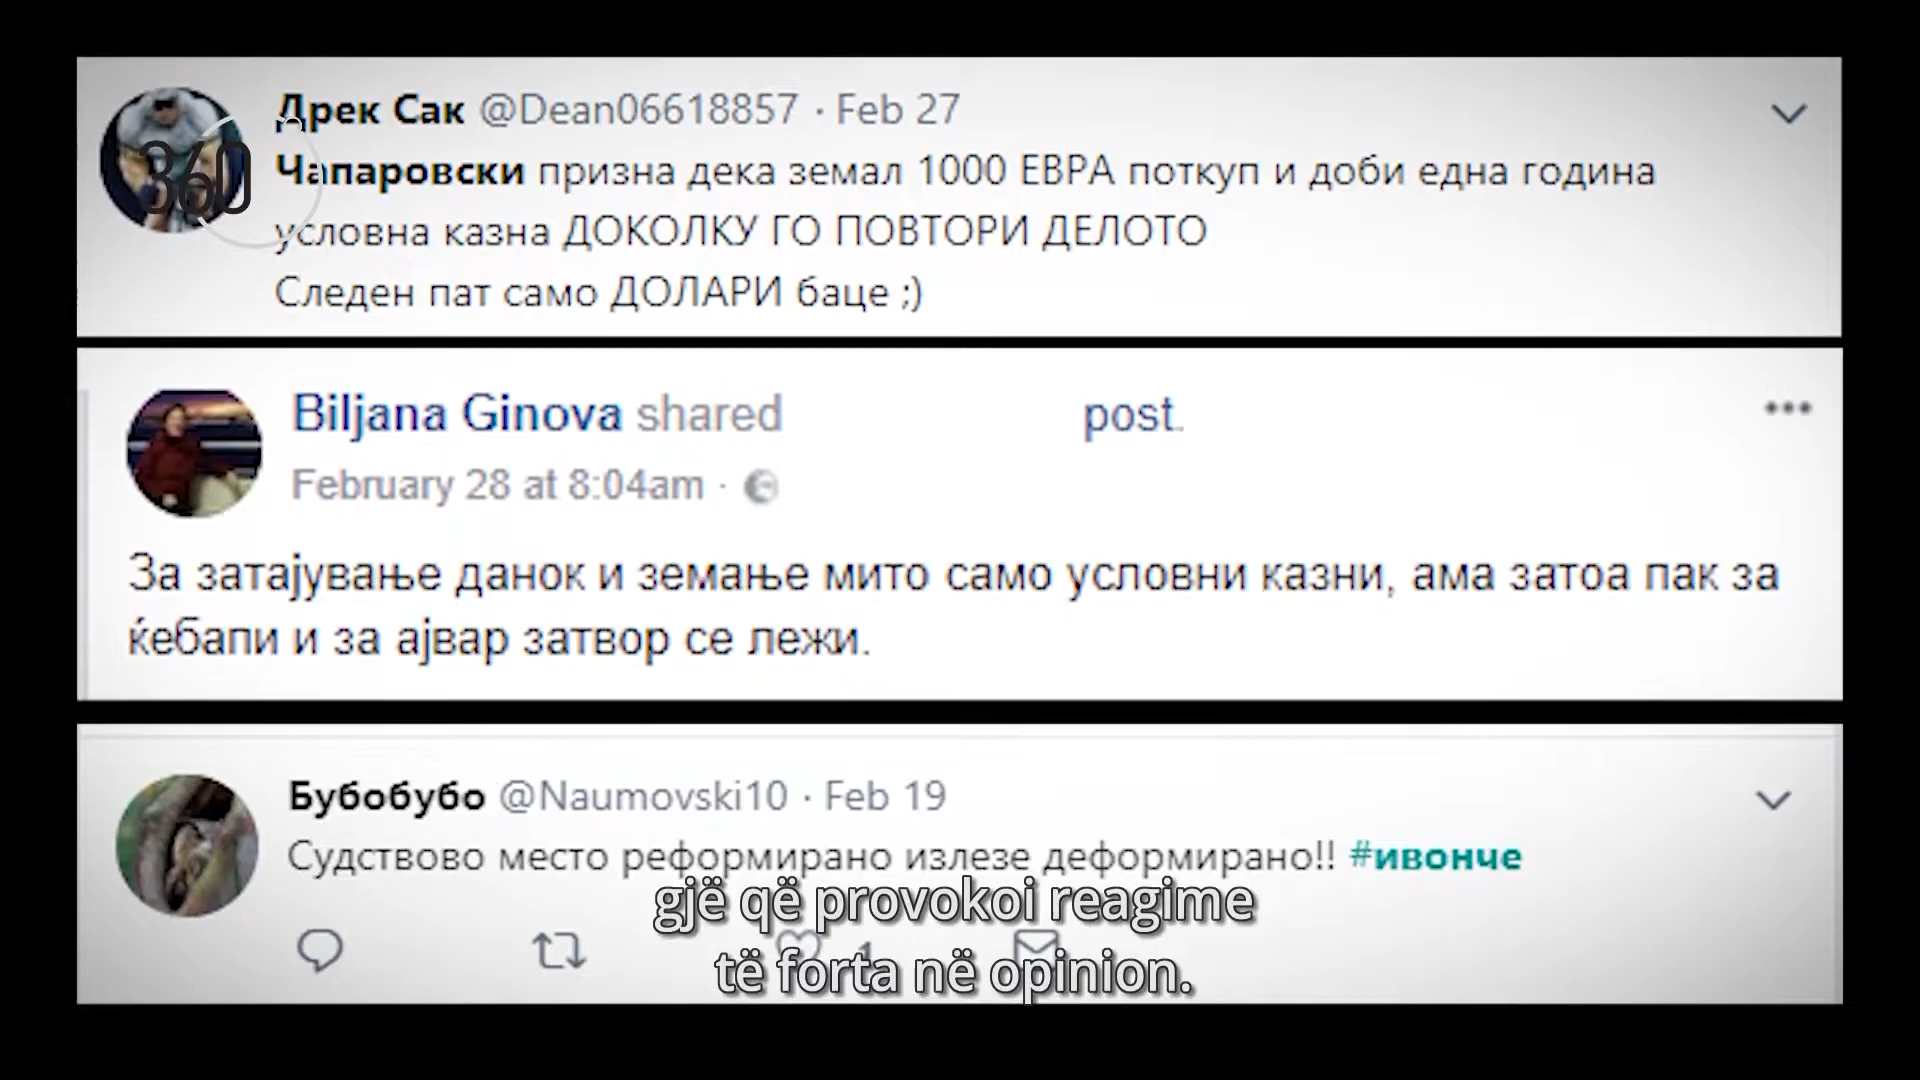 Дрек Сак @Dean06618857 · Feb 27
360
Чапаровски призна дека земал 1000 ЕВРА поткуп и доби една година
условна казна ДОКОЛКУ ГО ПОВТОРИ ДЕЛОТО
Следен пат само ДОЛАРИ баце ;)
Biljana Ginova shared post.
February 28 at 8:04am ·
За затајување данок и земање мито само условни казни, ама затоа пак за
ќебапи и за ајвар затвор се лежи.
Бубобубо @Naumovski10 · Feb 19
Судствово место реформирано излезе деформирано!! #ивонче
1
gjë që provokoi reagime
të forta në opinion.